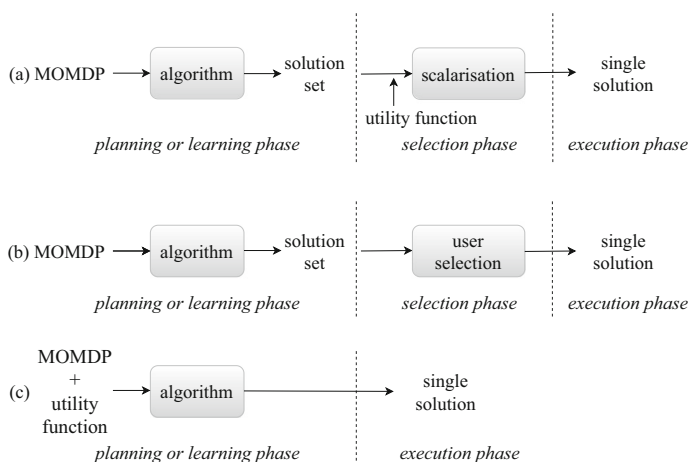 (a) MOMDP
algorithm
solution
set
scalarisation
single
solution
utility function
planning or learning phase
selection phase
execution phase
(b) MOMDP
algorithm
solution
set
user
selection
single
solution
planning or learning phase
selection phase
execution phase
(c) MOMDP
+
utility
function
algorithm
single
solution
planning or learning phase
execution phase